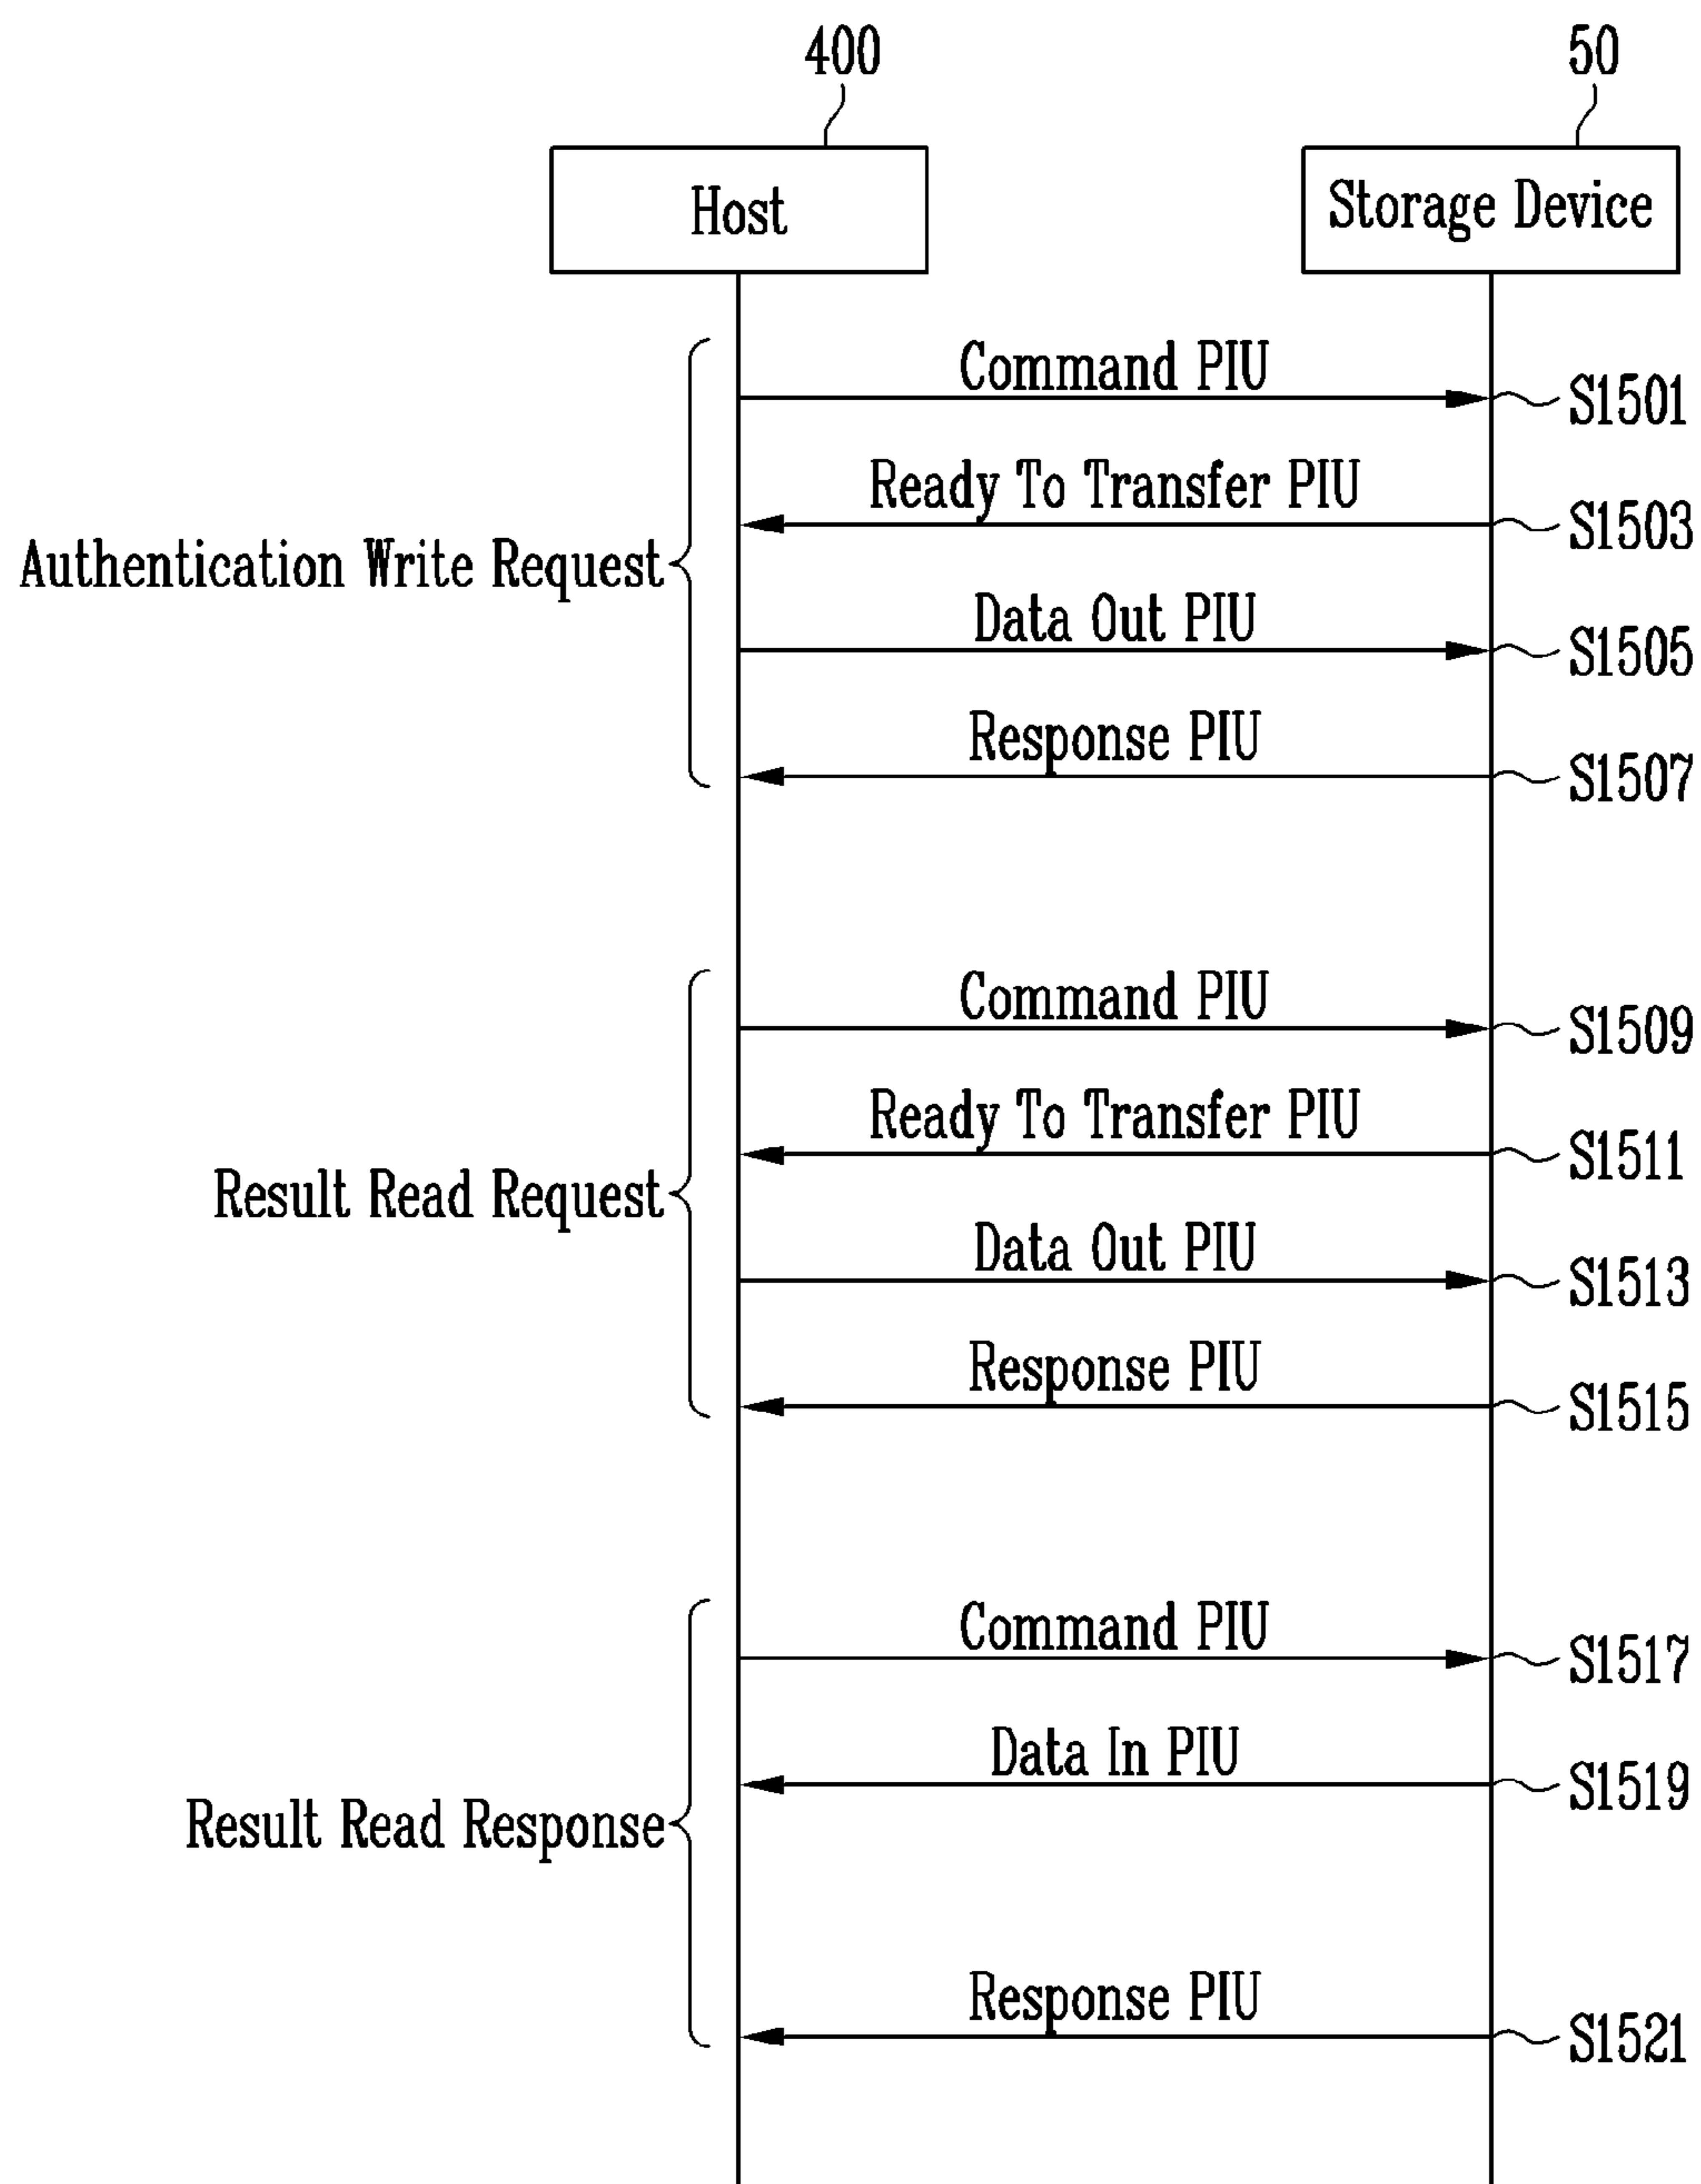 400
50
Host
Storage Device
Command PIU
S1501
Ready To Transfer PIU
S1503
Authentication Write Request
Data Out PIU
S1505
Response PIU
S1507
Command PIU
S1509
Ready To Transfer PIU
S1511
Result Read Request
Data Out PIU
S1513
Response PIU
S1515
Command PIU
S1517
Data In PIU
S1519
Result Read Response
Response PIU
S1521